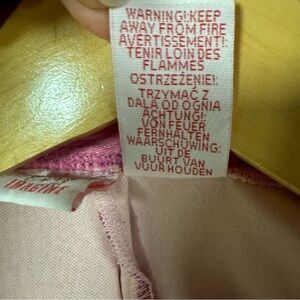 WARNING!:KEEP
AWAY FROM FIRE
AVERTISSEMENT!:
TENIR LOIN DES
FLAMMES
OSTRZEŻENIE!:
TRZYMAĆ Z
DALA OD OGNIA
ACHTUNG!:
VON FEUER
FERNHALTEN
WAARSCHUWING:
UIT DE
BUURT VAN
VUUR HOUDEN
IMAGINE